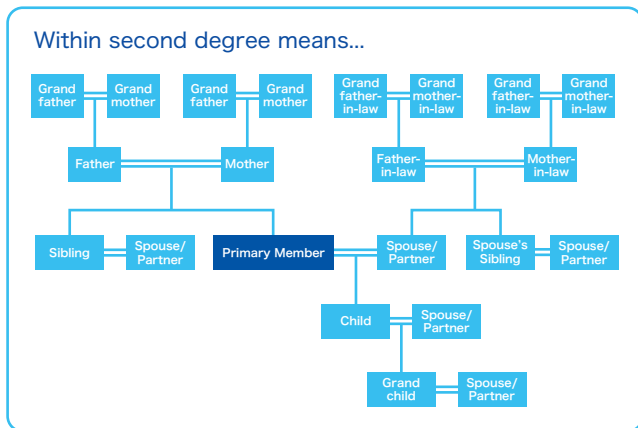 Within second degree means...
Grand
father
Grand
mother
Grand
father
Grand
mother
Grand
father-
in-law
Grand
mother-
in-law
Grand
father-
in-law
Grand
mother-
in-law
Father
Mother
Father-
in-law
Mother-
in-law
Sibling
Spouse/
Partner
Primary Member
Spouse/
Partner
Spouse's
Sibling
Spouse/
Partner
Child
Spouse/
Partner
Grand
child
Spouse/
Partner